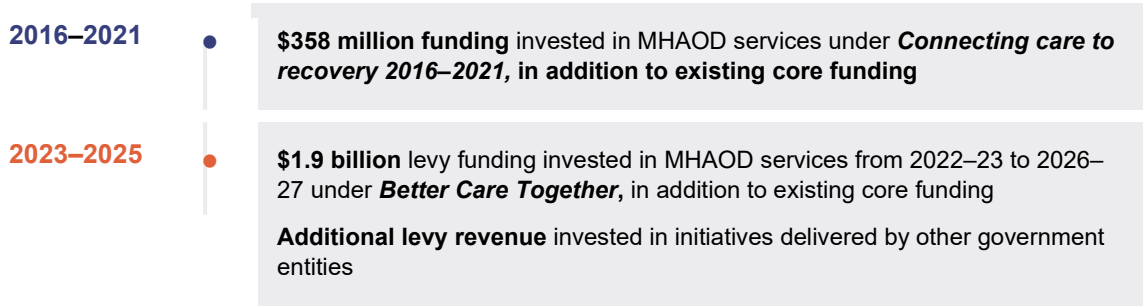 2016–2021
$358 million funding invested in MHAOD services under Connecting care to
recovery 2016–2021, in addition to existing core funding
2023–2025
$1.9 billion levy funding invested in MHAOD services from 2022–23 to 2026–
27 under Better Care Together, in addition to existing core funding
Additional levy revenue invested in initiatives delivered by other government
entities